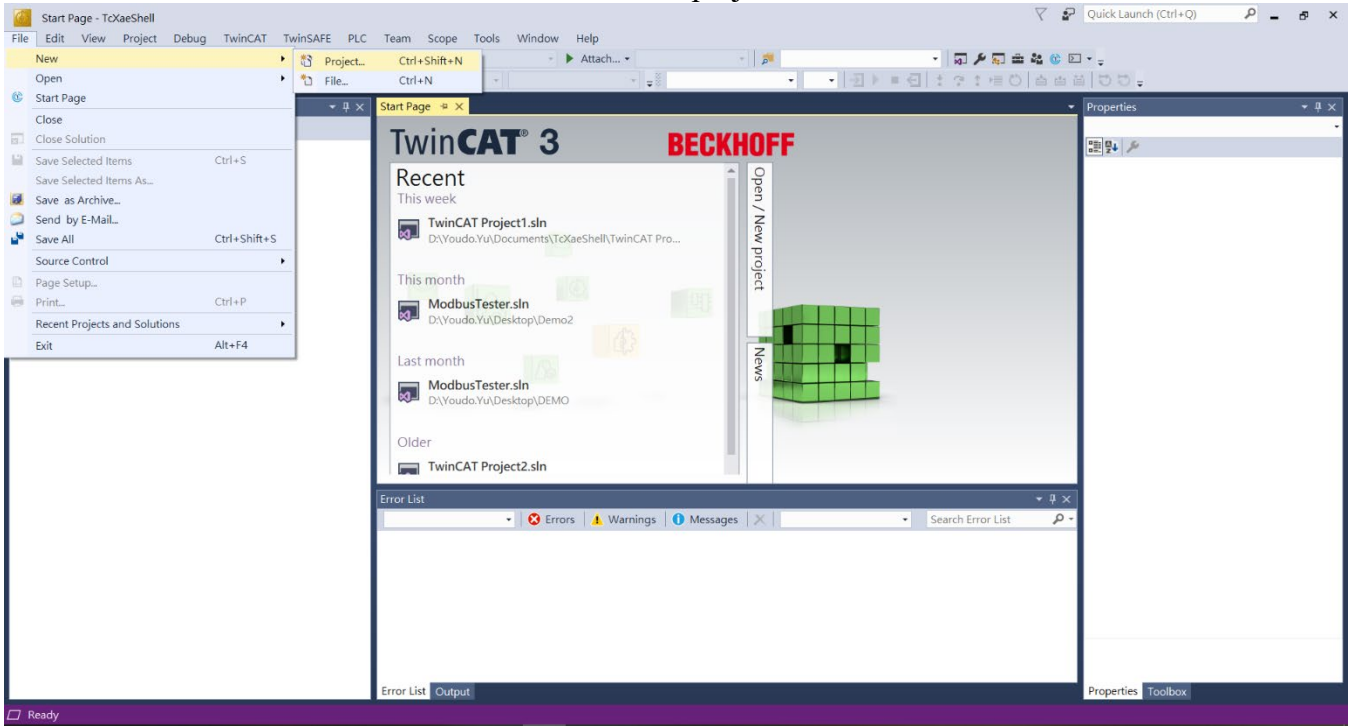 Start Page - TcXaeShell
Quick Launch (Ctrl+Q)
File Edit View Project Debug TwinCAT TwinSAFE PLC Team Scope Tools Window Help
New
Project... Ctrl+Shift+N
Attach...
Open
File... Ctrl+N
Start Page
Close
Close Solution
Save Selected Items Ctrl+S
Save Selected Items As...
Save as Archive...
Send by E-Mail...
Save All Ctrl+Shift+S
Source Control
Page Setup...
Print... Ctrl+P
Recent Projects and Solutions
Exit Alt+F4
Start Page
TwinCAT® 3
BECKHOFF
Recent
This week
TwinCAT Project1.sln
D:\Youdo.Yu\Documents\TcXaeShell\TwinCAT Pro...
This month
ModbusTester.sln
D:\Youdo.Yu\Desktop\Demo2
Last month
ModbusTester.sln
D:\Youdo.Yu\Desktop\DEMO
Older
TwinCAT Project2.sln
Open / New project
News
Error List
Errors Warnings Messages
Search Error List
Error List Output
Properties
Properties Toolbox
Ready